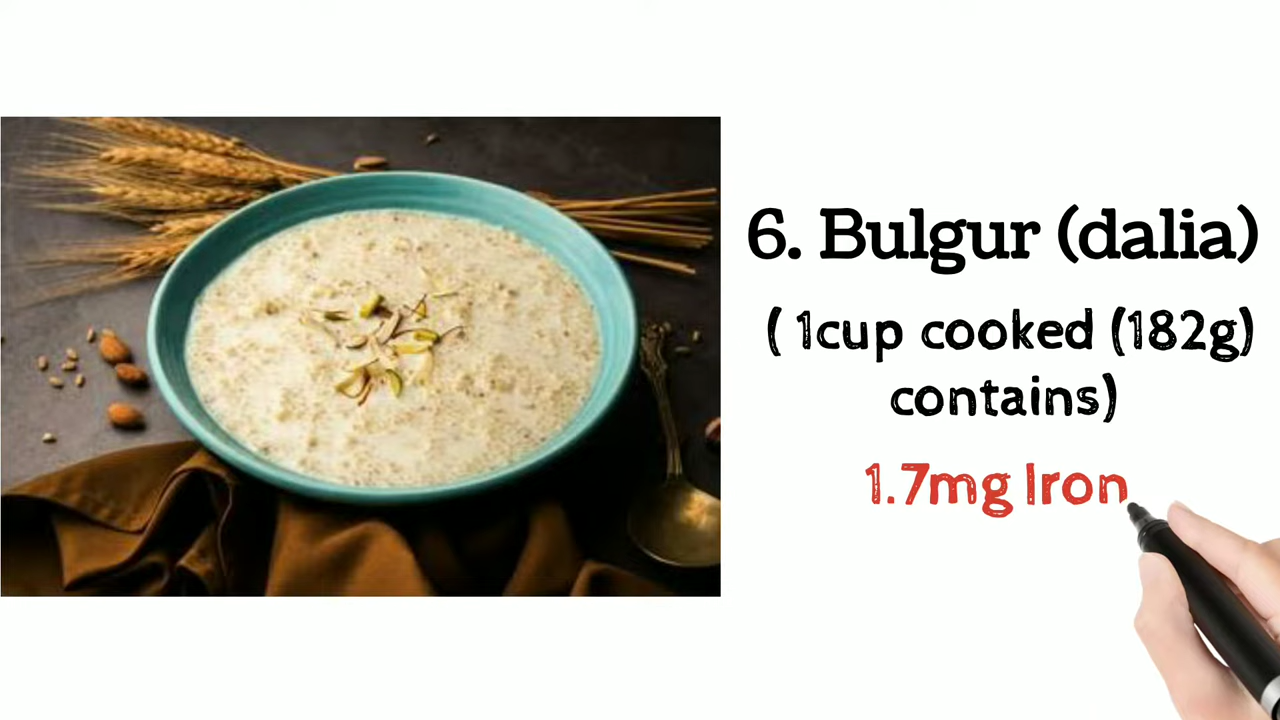 6. Bulgur (dalia)
( 1cup cooked (182g)
contains)
1.7mg Iron